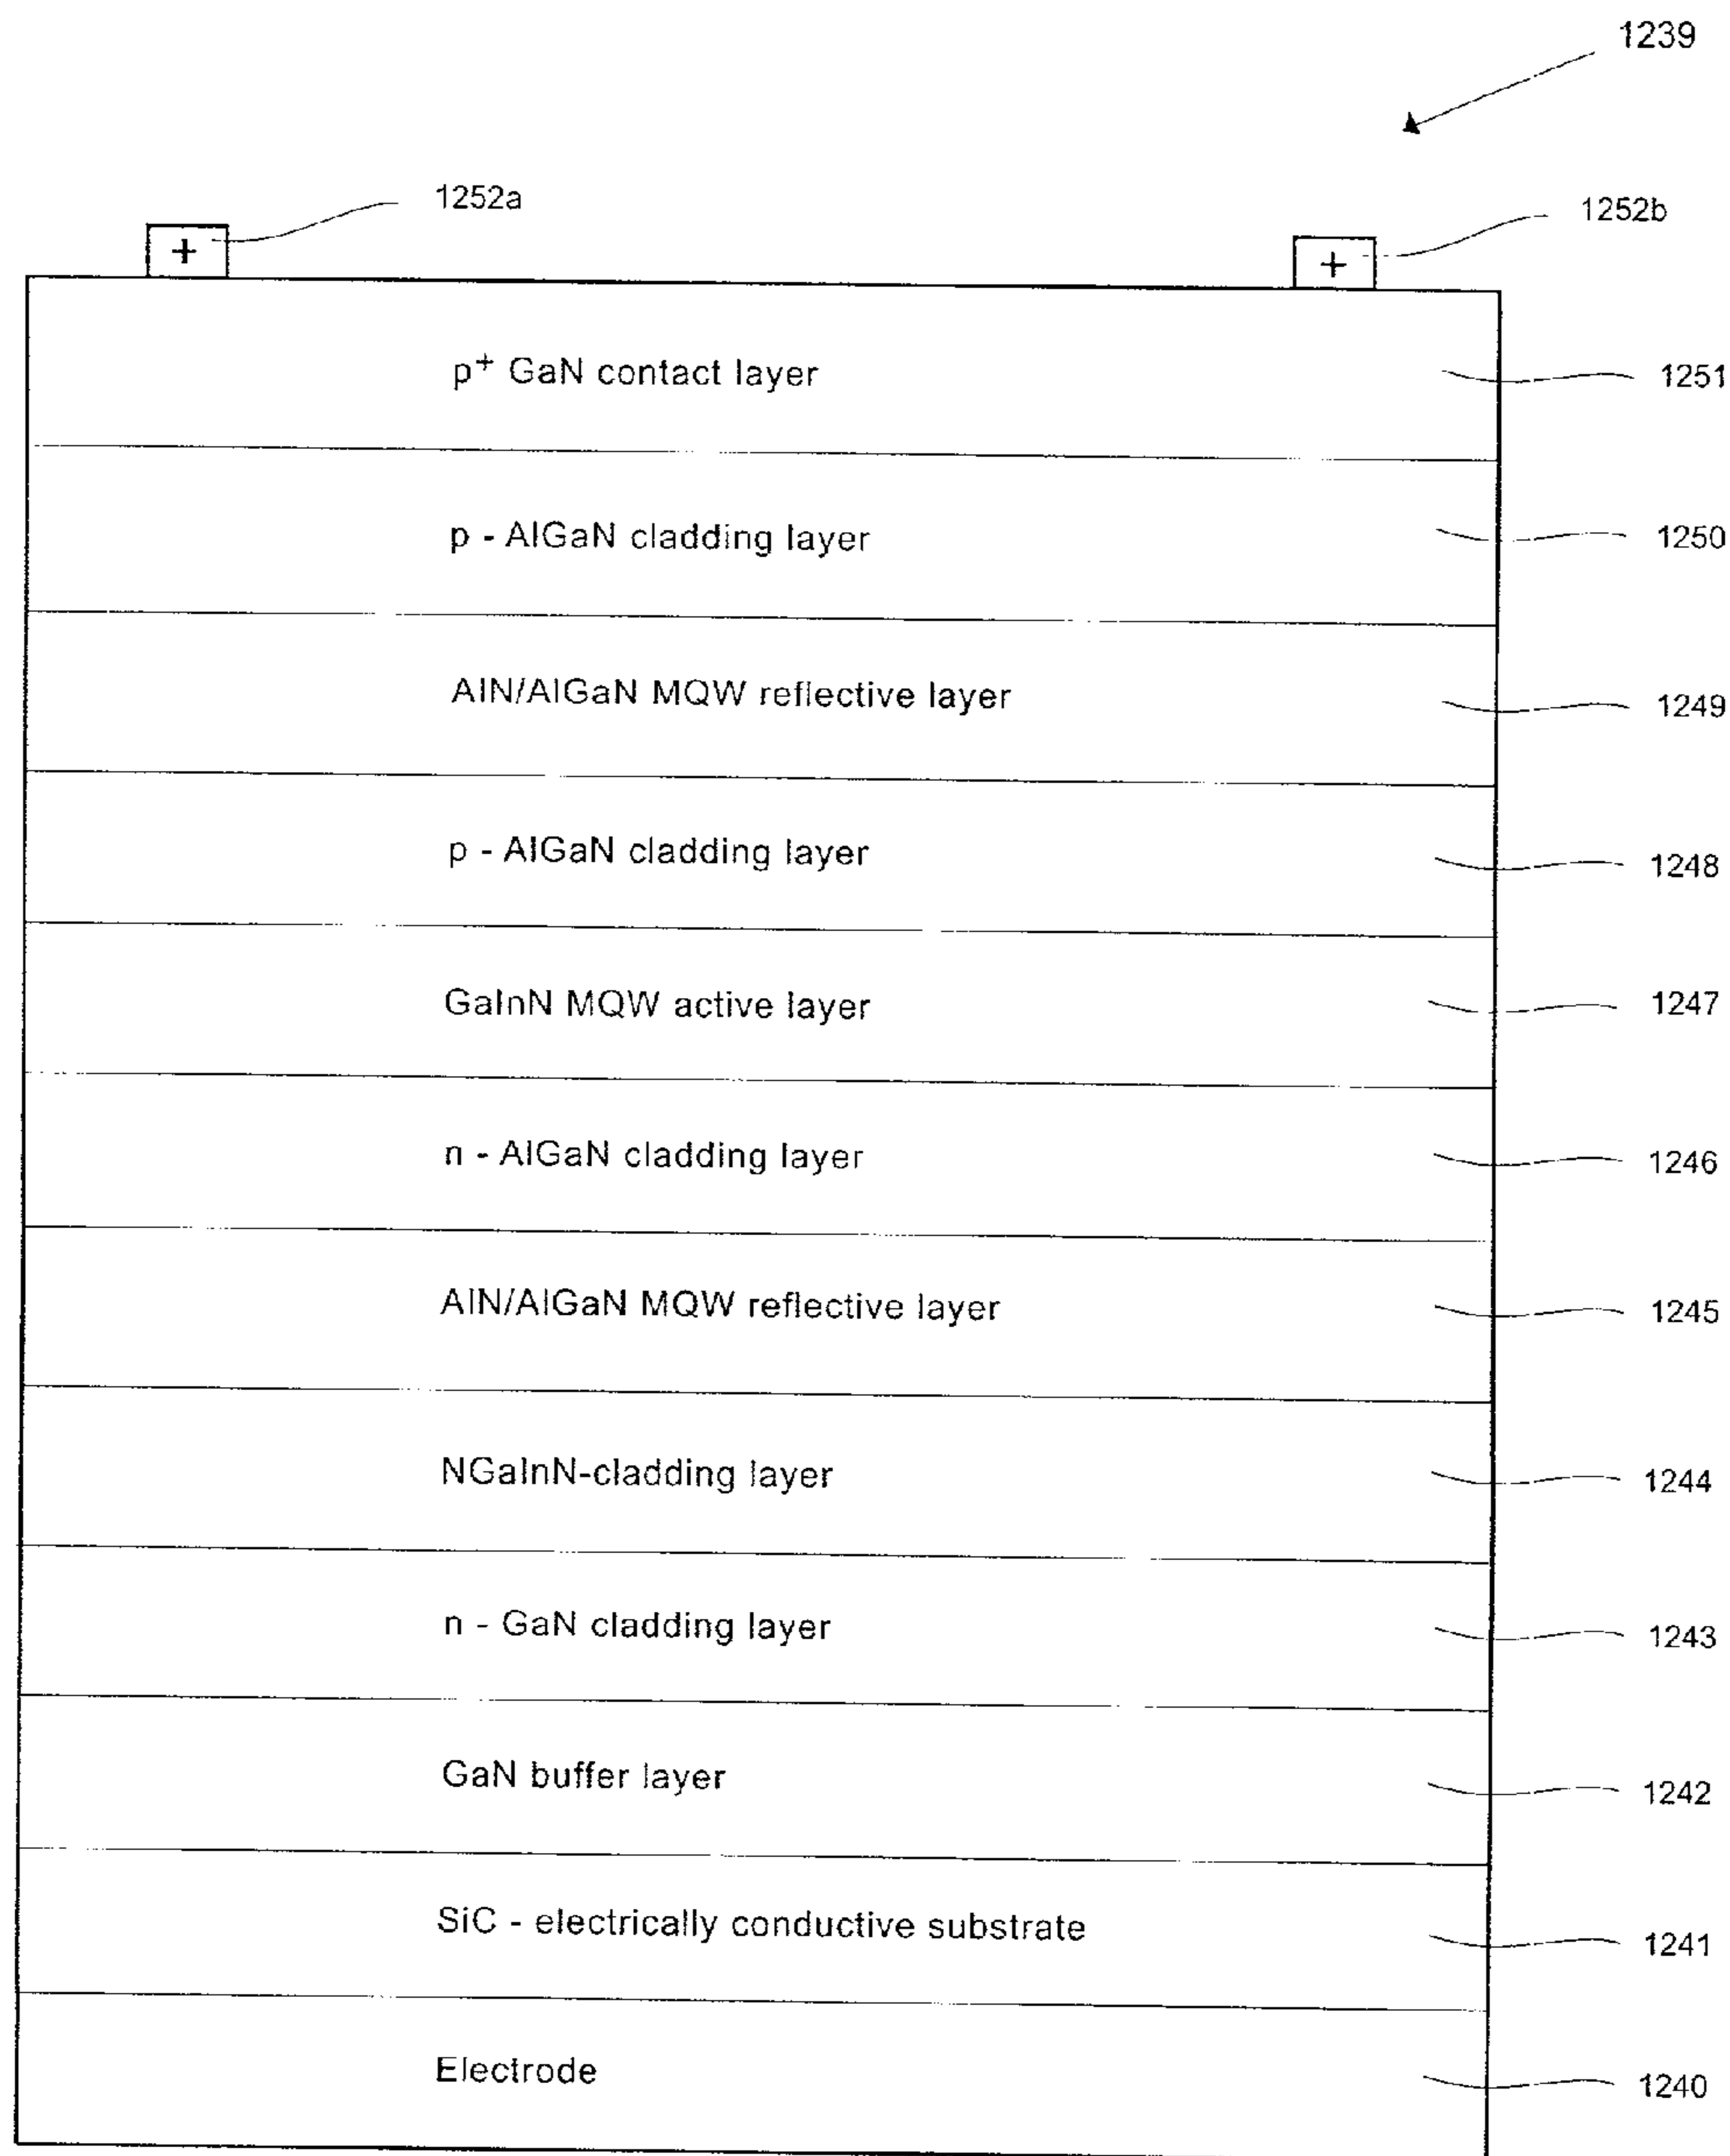 1239
1252a
1252b
+
+
p+ GaN contact layer 1251
p - AlGaN cladding layer 1250
AlN/AlGaN MQW reflective layer 1249
p - AlGaN cladding layer 1248
GaInN MQW active layer 1247
n - AlGaN cladding layer 1246
AlN/AlGaN MQW reflective layer 1245
NGaInN-cladding layer 1244
n - GaN cladding layer 1243
GaN buffer layer 1242
SiC - electrically conductive substrate 1241
Electrode 1240